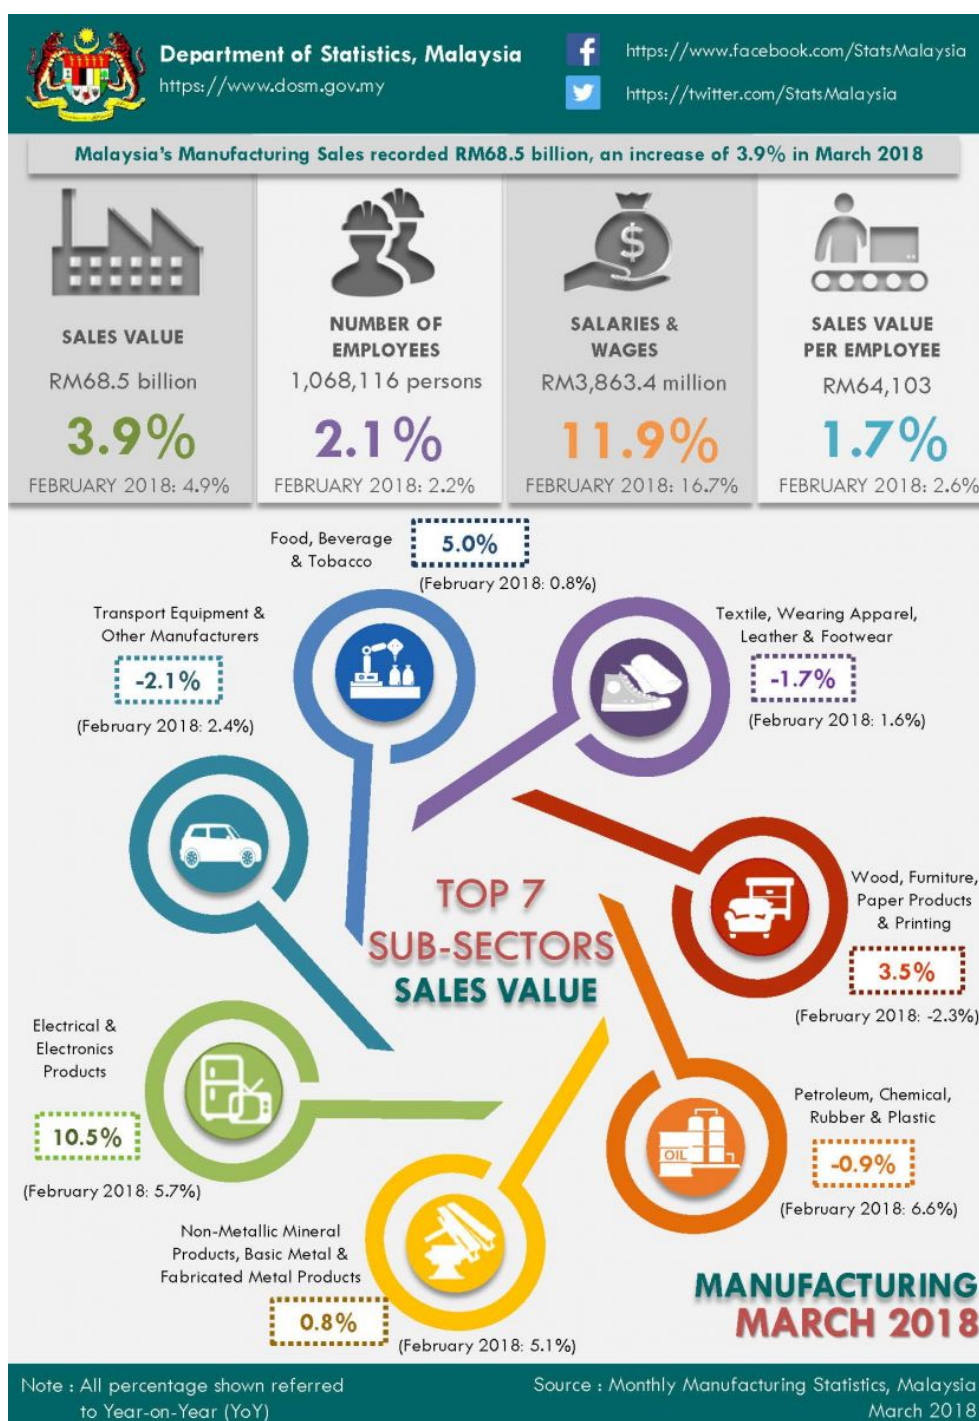 Department of Statistics, Malaysia
https://www.dosm.gov.my
https://www.facebook.com/StatsMalaysia
https://twitter.com/StatsMalaysia
Malaysia's Manufacturing Sales recorded RM68.5 billion, an increase of 3.9% in March 2018
SALES VALUE
RM68.5 billion
3.9%
FEBRUARY 2018: 4.9%
NUMBER OF
EMPLOYEES
1,068,116 persons
2.1%
FEBRUARY 2018: 2.2%
SALARIES &
WAGES
RM3,863.4 million
11.9%
FEBRUARY 2018: 16.7%
SALES VALUE
PER EMPLOYEE
RM64,103
1.7%
FEBRUARY 2018: 2.6%
Food, Beverage
& Tobacco
5.0%
(February 2018: 0.8%)
Transport Equipment &
Other Manufacturers
-2.1%
(February 2018: 2.4%)
Textile, Wearing Apparel,
Leather & Footwear
-1.7%
(February 2018: 1.6%)
TOP 7
SUB-SECTORS
SALES VALUE
Wood, Furniture,
Paper Products
& Printing
3.5%
(February 2018: -2.3%)
Electrical &
Electronics
Products
10.5%
(February 2018: 5.7%)
Petroleum, Chemical,
Rubber & Plastic
OIL
-0.9%
(February 2018: 6.6%)
Non-Metallic Mineral
Products, Basic Metal &
Fabricated Metal Products
0.8%
(February 2018: 5.1%)
MANUFACTURING
MARCH 2018
Note : All percentage shown referred
to Year-on-Year (YoY)
Source : Monthly Manufacturing Statistics, Malaysia
March 2018